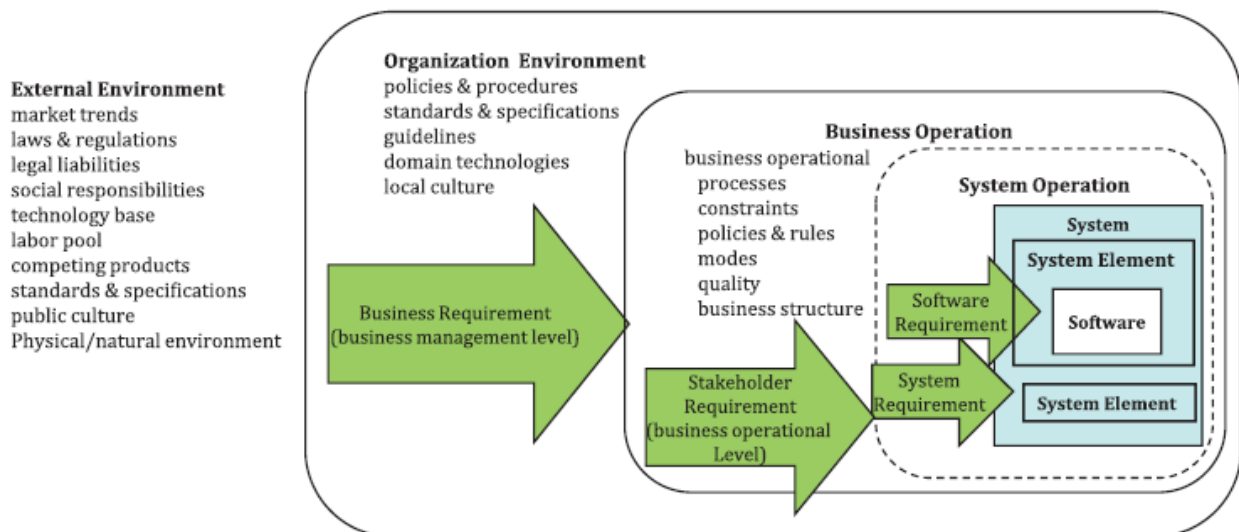 External Environment
market trends
laws & regulations
legal liabilities
social responsibilities
technology base
labor pool
competing products
standards & specifications
public culture
Physical/natural environment
Organization Environment
policies & procedures
standards & specifications
guidelines
domain technologies
local culture
Business Requirement
(business management level)
Business Operation
business operational
processes
constraints
policies & rules
modes
quality
business structure
Stakeholder
Requirement
(business operational
Level)
System Operation
System
System Element
Software
Software
Requirement
System
Requirement
System Element